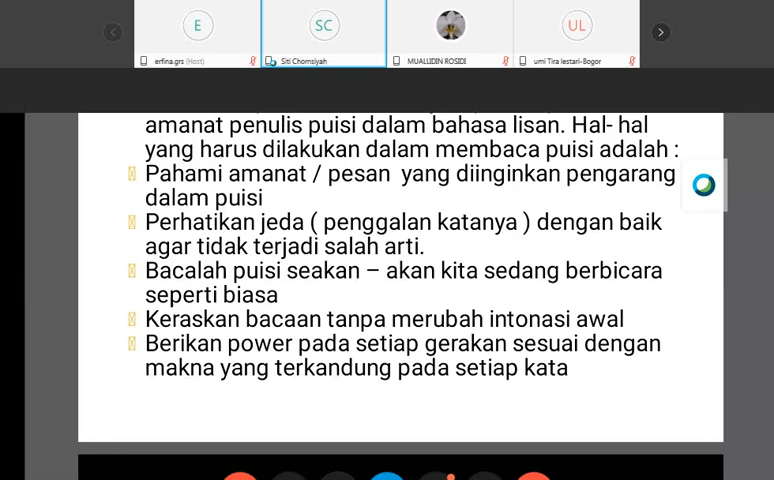 E
SC
UL
erfina.grs (Host)
Siti Chomsiyah
MUALLIDIN ROSIDI
umi Tira lestari-Bogor
amanat penulis puisi dalam bahasa lisan. Hal- hal
yang harus dilakukan dalam membaca puisi adalah :
Pahami amanat / pesan yang diinginkan pengarang
dalam puisi
Perhatikan jeda ( penggalan katanya ) dengan baik
agar tidak terjadi salah arti.
Bacalah puisi seakan – akan kita sedang berbicara
seperti biasa
Keraskan bacaan tanpa merubah intonasi awal
Berikan power pada setiap gerakan sesuai dengan
makna yang terkandung pada setiap kata